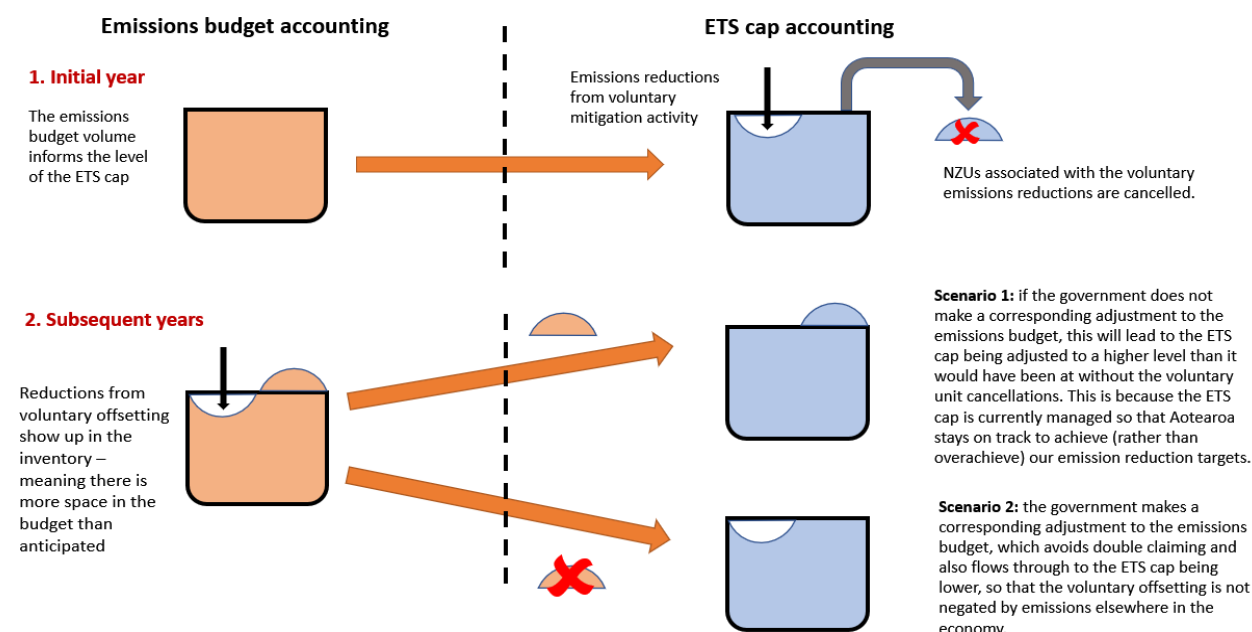 Emissions budget accounting
ETS cap accounting
1. Initial year
The emissions
budget volume
informs the level
of the ETS cap
Emissions reductions
from voluntary
mitigation activity
NZUs associated with the voluntary
emissions reductions are cancelled.
2. Subsequent years
Reductions from
voluntary offsetting
show up in the
inventory –
meaning there is
more space in the
budget than
anticipated
Scenario 1: if the government does not
make a corresponding adjustment to the
emissions budget, this will lead to the ETS
cap being adjusted to a higher level than it
would have been at without the voluntary
unit cancellations. This is because the ETS
cap is currently managed so that Aotearoa
stays on track to achieve (rather than
overachieve) our emission reduction targets.
Scenario 2: the government makes a
corresponding adjustment to the emissions
budget, which avoids double claiming and
also flows through to the ETS cap being
lower, so that the voluntary offsetting is not
negated by emissions elsewhere in the
economy.